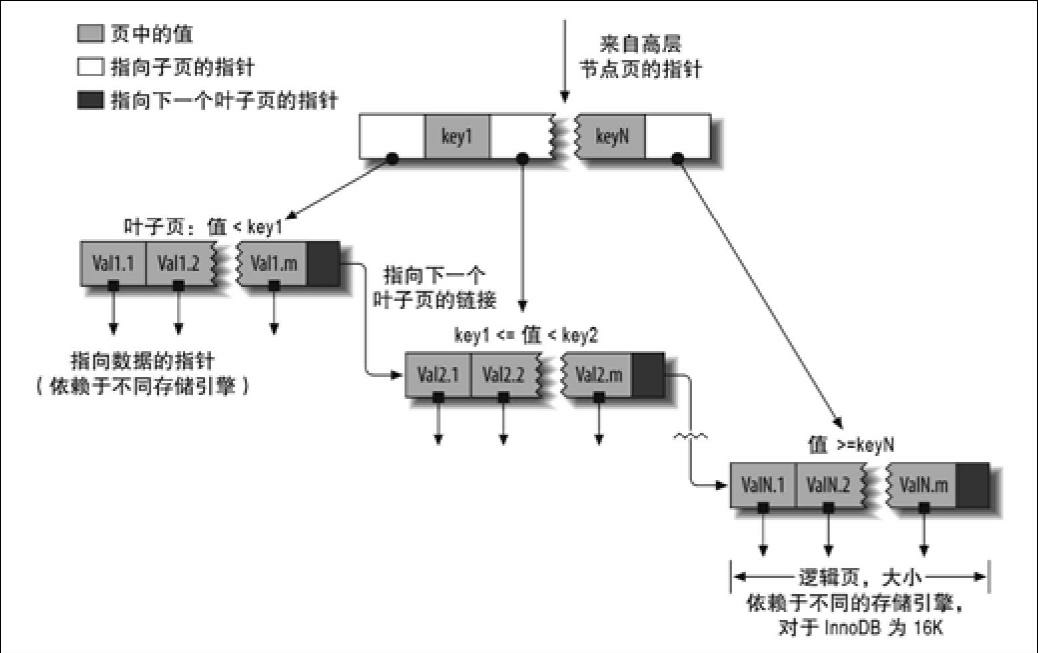 页中的值
指向子页的指针
指向下一个叶子页的指针
来自高层
节点页的指针
key1
keyN
叶子页：值 < key1
Val1.1
Val1.2
Val1.m
指向下一个
叶子页的链接
指向数据的指针
（依赖于不同存储引擎）
key1 <= 值 < key2
Val2.1
Val2.2
Val2.m
值 >=keyN
ValN.1
ValN.2
ValN.m
逻辑页，大小
依赖于不同的存储引擎，
对于 InnoDB 为 16K